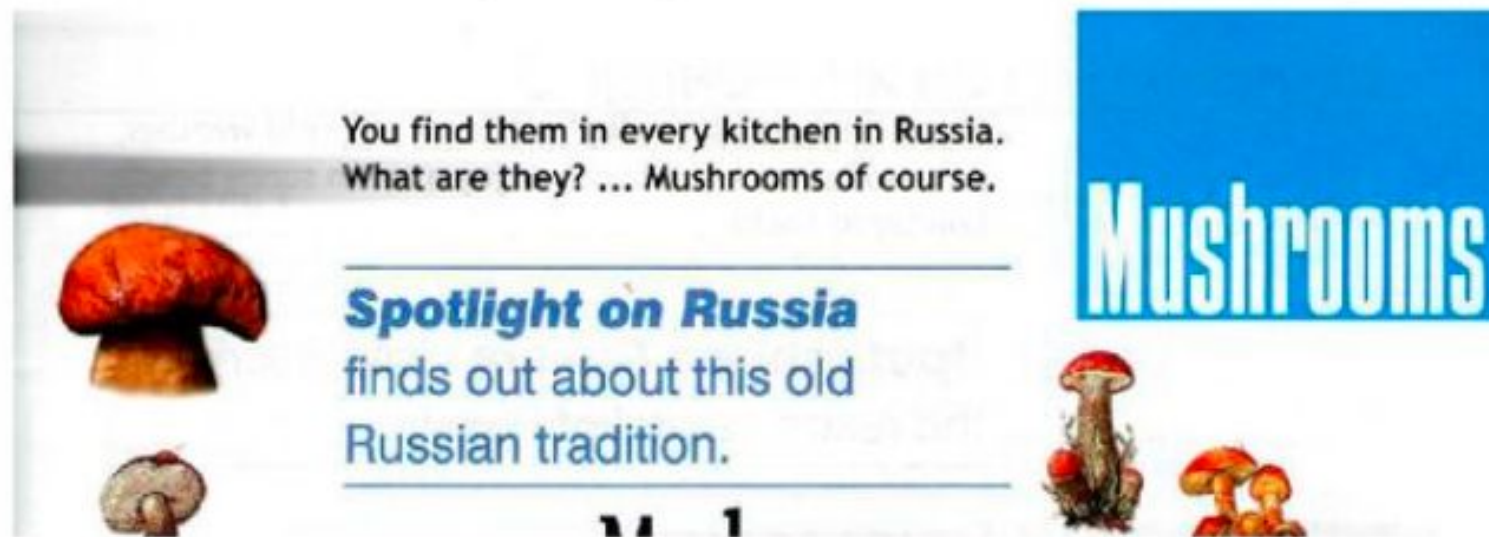 You find them in every kitchen in Russia.
What are they? ... Mushrooms of course.
Mushrooms
Spotlight on Russia
finds out about this old
Russian tradition.